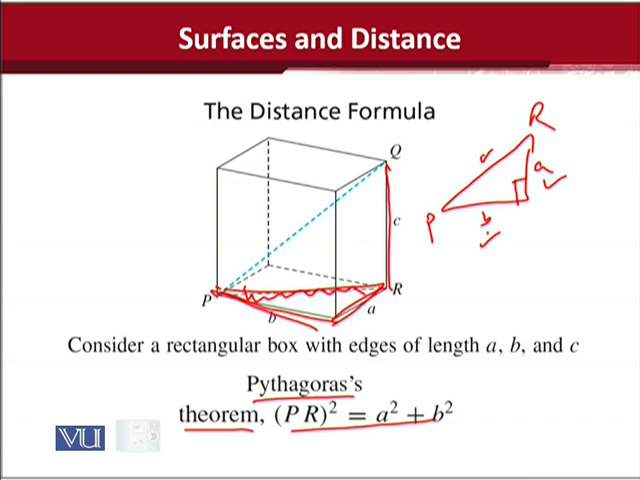 Surfaces and Distance
The Distance Formula
Q
R
a
P
b
c
P
R
b
a
Consider a rectangular box with edges of length a, b, and c
Pythagoras's
theorem, (PR)² = a² + b²
VU